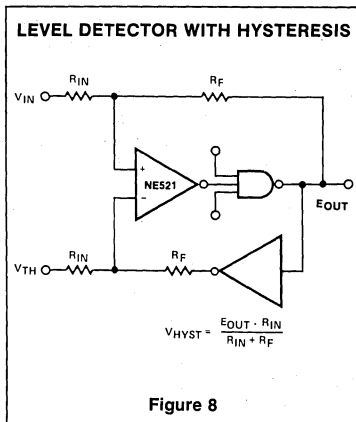 LEVEL DETECTOR WITH HYSTERESIS
RIN
RF
VIN
+
NE521
−
EOUT
RIN
RF
VTH
VHYST = EOUT · RIN
RIN + RF
Figure 8